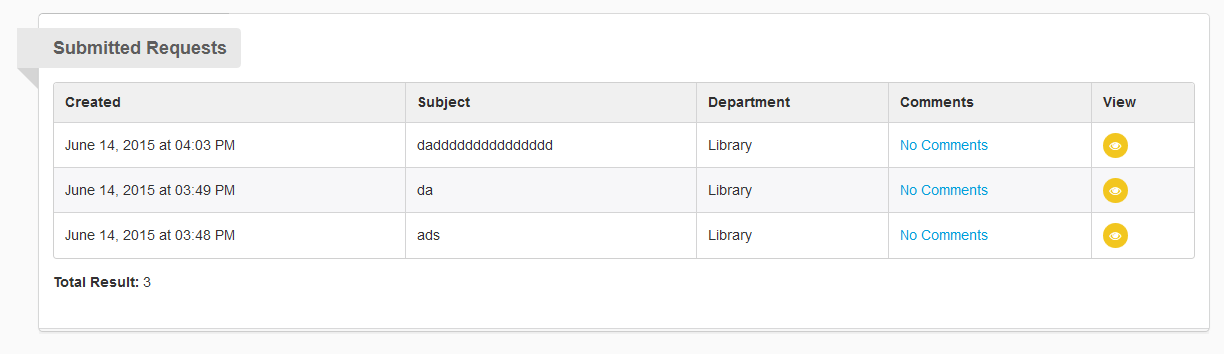 Submitted Requests
Created Subject Department Comments View
June 14, 2015 at 04:03 PM dadddddddddddddddd Library No Comments
June 14, 2015 at 03:49 PM da Library No Comments
June 14, 2015 at 03:48 PM ads Library No Comments
Total Result: 3